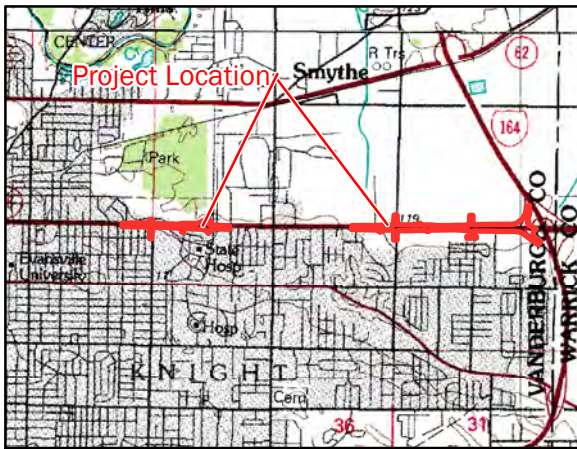 CENTER
Project Location
Smythe
R Trs
62
164
Park
119
State
Hosp
Evansville
University
Hosp
KNIGHT
Cem
36
31
VANDERBURGH CO
WARRICK CO